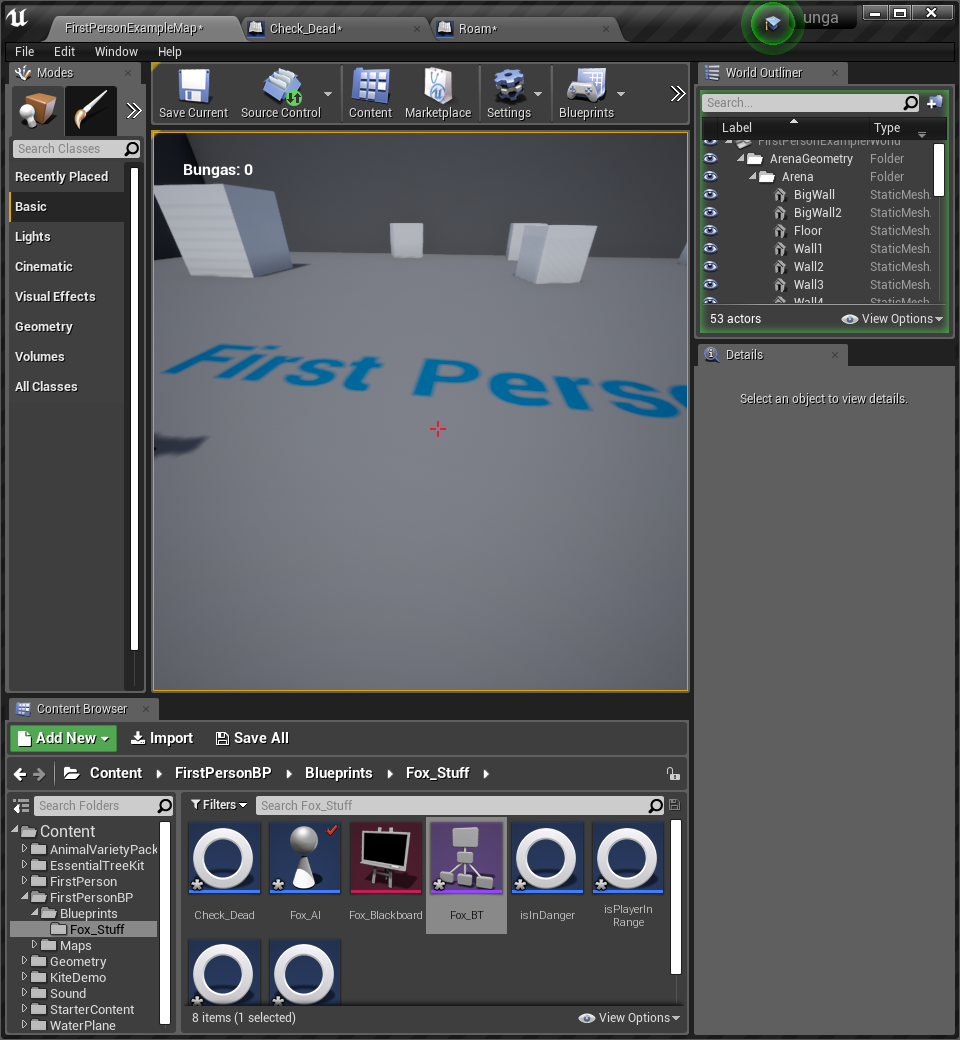 FirstPersonExampleMap*
Check_Dead*
Roam*
unga
File Edit Window Help
Modes
Search Classes
Recently Placed
Basic
Lights
Cinematic
Visual Effects
Geometry
Volumes
All Classes
Save Current
Source Control
Content
Marketplace
Settings
Blueprints
Bungas: 0
First Perso
World Outliner
Search...
Label Type
FirstPersonExampleWorld
ArenaGeometry Folder
Arena Folder
BigWall StaticMesh
BigWall2 StaticMesh
Floor StaticMesh
Wall1 StaticMesh
Wall2 StaticMesh
Wall3 StaticMesh
Wall4 StaticMesh
53 actors
View Options
Details
Select an object to view details.
Content Browser
Add New
Import
Save All
Content FirstPersonBP Blueprints Fox_Stuff
Search Folders
Content
AnimalVarietyPack
EssentialTreeKit
FirstPerson
FirstPersonBP
Blueprints
Fox_Stuff
Maps
Geometry
KiteDemo
Sound
StarterContent
WaterPlane
Filters
Search Fox_Stuff
Check_Dead
Fox_AI
Fox_Blackboard
Fox_BT
isInDanger
isPlayerIn
Range
8 items (1 selected)
View Options